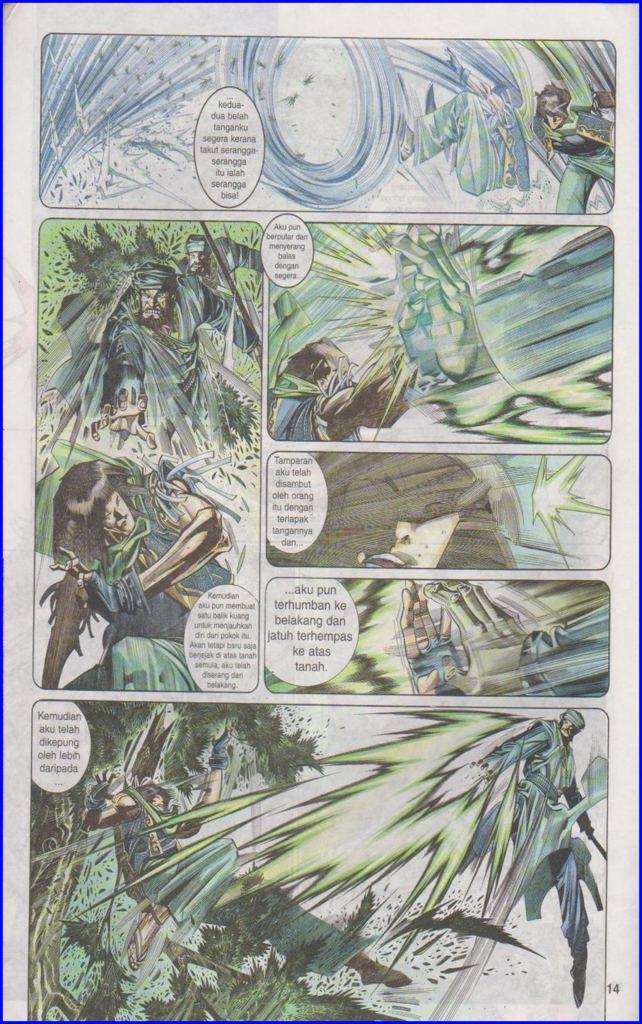 ...
kedua-
dua belah
tanganku
segera kerana
takut serangga-
serangga
itu ialah
serangga
bisa!
Kemudian
aku pun membuat
satu balik kuang
untuk menjauhkan
diri dari pokok itu.
Akan tetapi baru saja
berjejak di atas tanah
semula, aku telah
diserang dari
belakang.
Aku pun
berputar dan
menyerang
balas
dengan
segera.
Tamparan
aku telah
disambut
oleh orang
itu dengan
terlapak
tangannya
dan...
...aku pun
terhumban ke
belakang dan
jatuh terhempas
ke atas
tanah.
Kemudian
aku telah
dikepung
oleh lebih
daripada
...
14